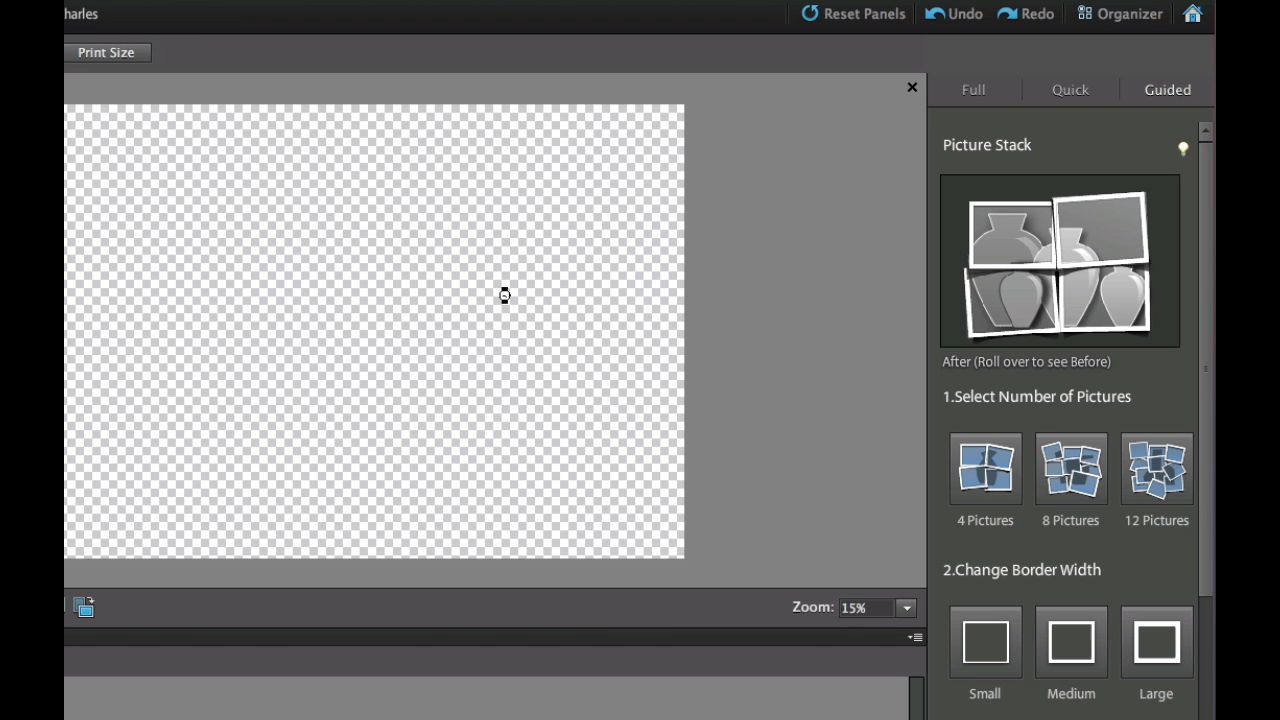 harles
Reset Panels
Undo
Redo
Organizer
Print Size
Full
Quick
Guided
Picture Stack
After (Roll over to see Before)
1.Select Number of Pictures
4 Pictures
8 Pictures
12 Pictures
2.Change Border Width
Zoom: 15%
Small
Medium
Large